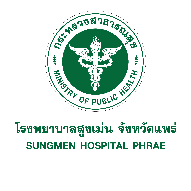 กระทรวงสาธารณสุข
MINISTRY OF PUBLIC HEALTH
โรงพยาบาลสูงเม่น จังหวัดแพร่
SUNGMEN HOSPITAL PHRAE